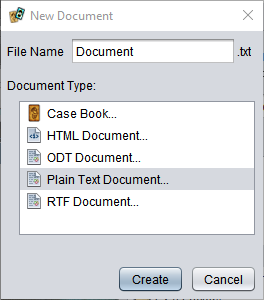 New Document
File Name Document .txt
Document Type:
Case Book...
HTML Document...
ODT Document...
Plain Text Document...
RTF Document...
Create Cancel